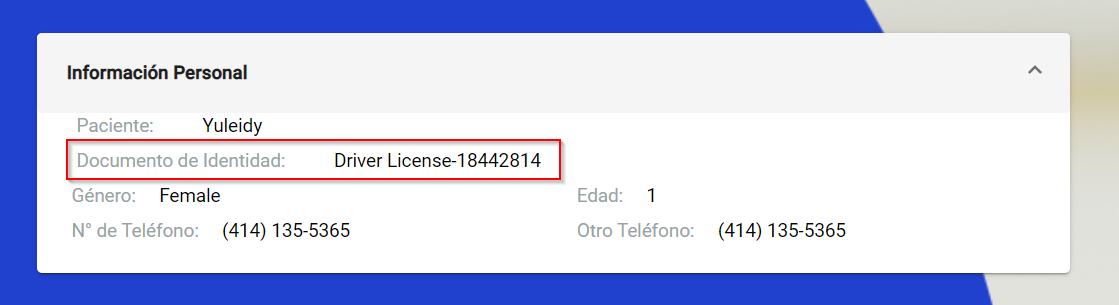 Información Personal
Paciente: Yuleidy
Documento de Identidad: Driver License-18442814
Género: Female Edad: 1
N° de Teléfono: (414) 135-5365 Otro Teléfono: (414) 135-5365